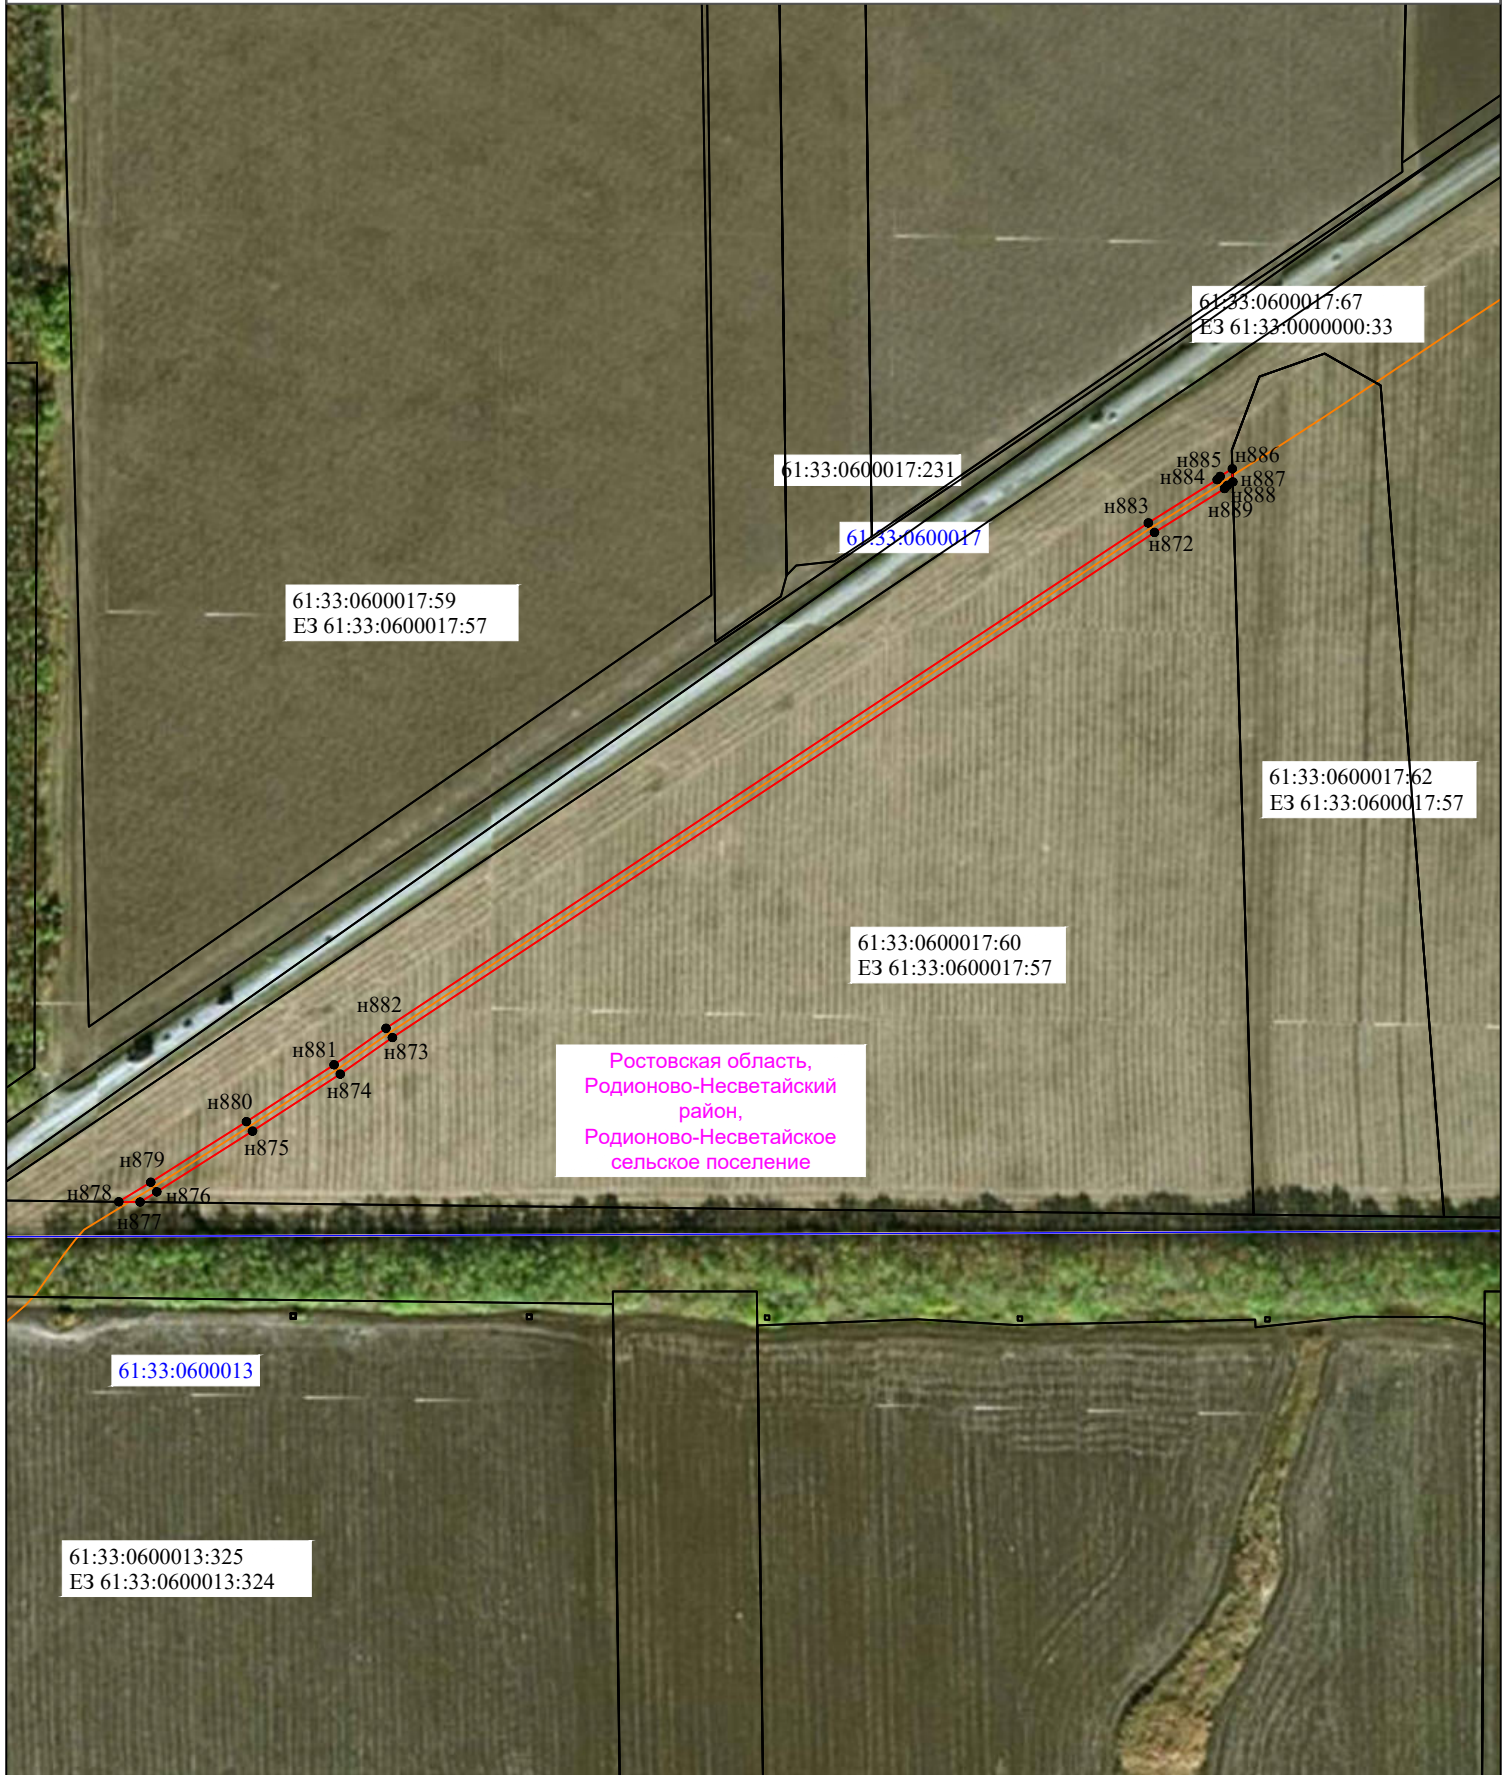 61:33:0600017:67
ЕЗ 61:33:0000000:33
н885
н886
н884
н887
н888
н889
н883
н872
61:33:0600017:231
61:33:0600017
61:33:0600017:59
ЕЗ 61:33:0600017:57
61:33:0600017:62
ЕЗ 61:33:0600017:57
61:33:0600017:60
ЕЗ 61:33:0600017:57
н882
н873
н881
н874
н880
н875
н879
н878
н876
н877
Ростовская область,
Родионово-Несветайский
район,
Родионово-Несветайское
сельское поселение
61:33:0600013
61:33:0600013:325
ЕЗ 61:33:0600013:324